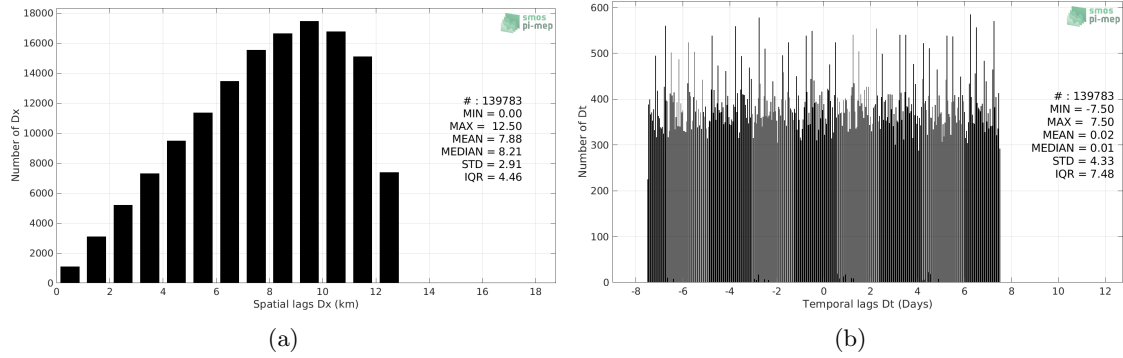 18000
16000
14000
12000
10000
8000
6000
4000
2000
0
Number of Dx
smos
pi-mep
# : 139783
MIN = 0.00
MAX = 12.50
MEAN = 7.88
MEDIAN = 8.21
STD = 2.91
IQR = 4.46
0 2 4 6 8 10 12 14 16 18
Spatial lags Dx (km)
(a)
600
500
400
300
200
100
0
Number of Dt
smos
pi-mep
# : 139783
MIN = -7.50
MAX = 7.50
MEAN = 0.02
MEDIAN = 0.01
STD = 4.33
IQR = 7.48
-8 -6 -4 -2 0 2 4 6 8 10 12
Temporal lags Dt (Days)
(b)